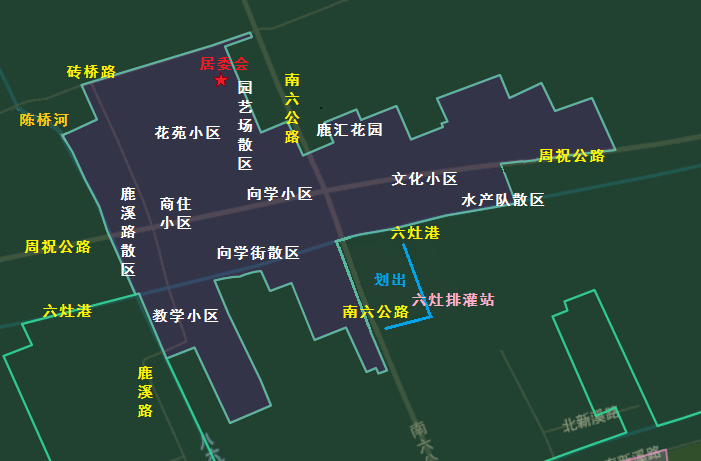 居委会
砖桥路
南六公路
园艺场散区
陈桥河
花苑小区
鹿汇花园
周祝公路
文化小区
向学小区
鹿溪路散区
商住
小区
水产队散区
六灶港
周祝公路
向学街散区
划出
六灶排灌站
六灶港
教学小区
南六公路
鹿溪路
北新溪路
南六公